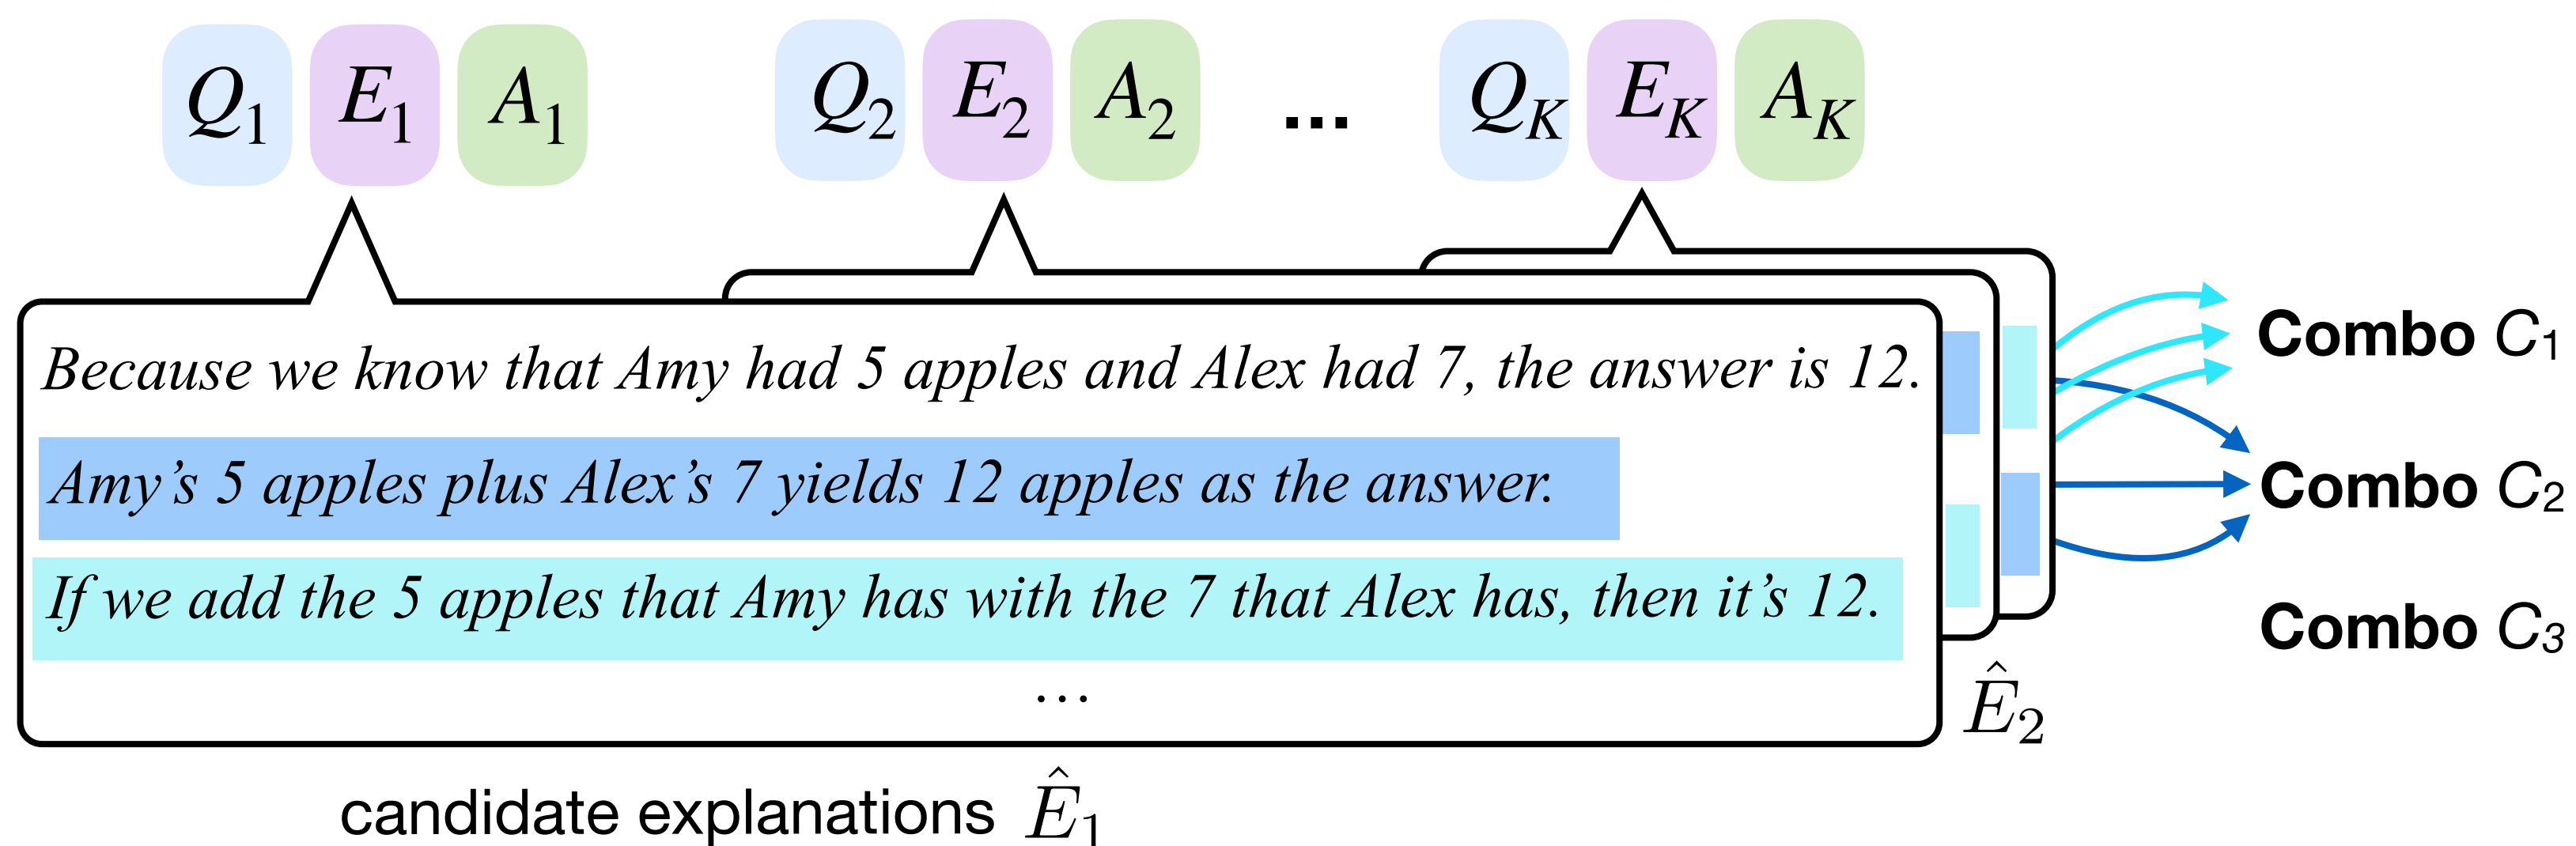 Q1 E1 A1 Q2 E2 A2 ... QK EK AK
Because we know that Amy had 5 apples and Alex had 7, the answer is 12.
Amy’s 5 apples plus Alex’s 7 yields 12 apples as the answer.
If we add the 5 apples that Amy has with the 7 that Alex has, then it’s 12.
...
Combo C1
Combo C2
Combo C3
Ê2
candidate explanations Ê1